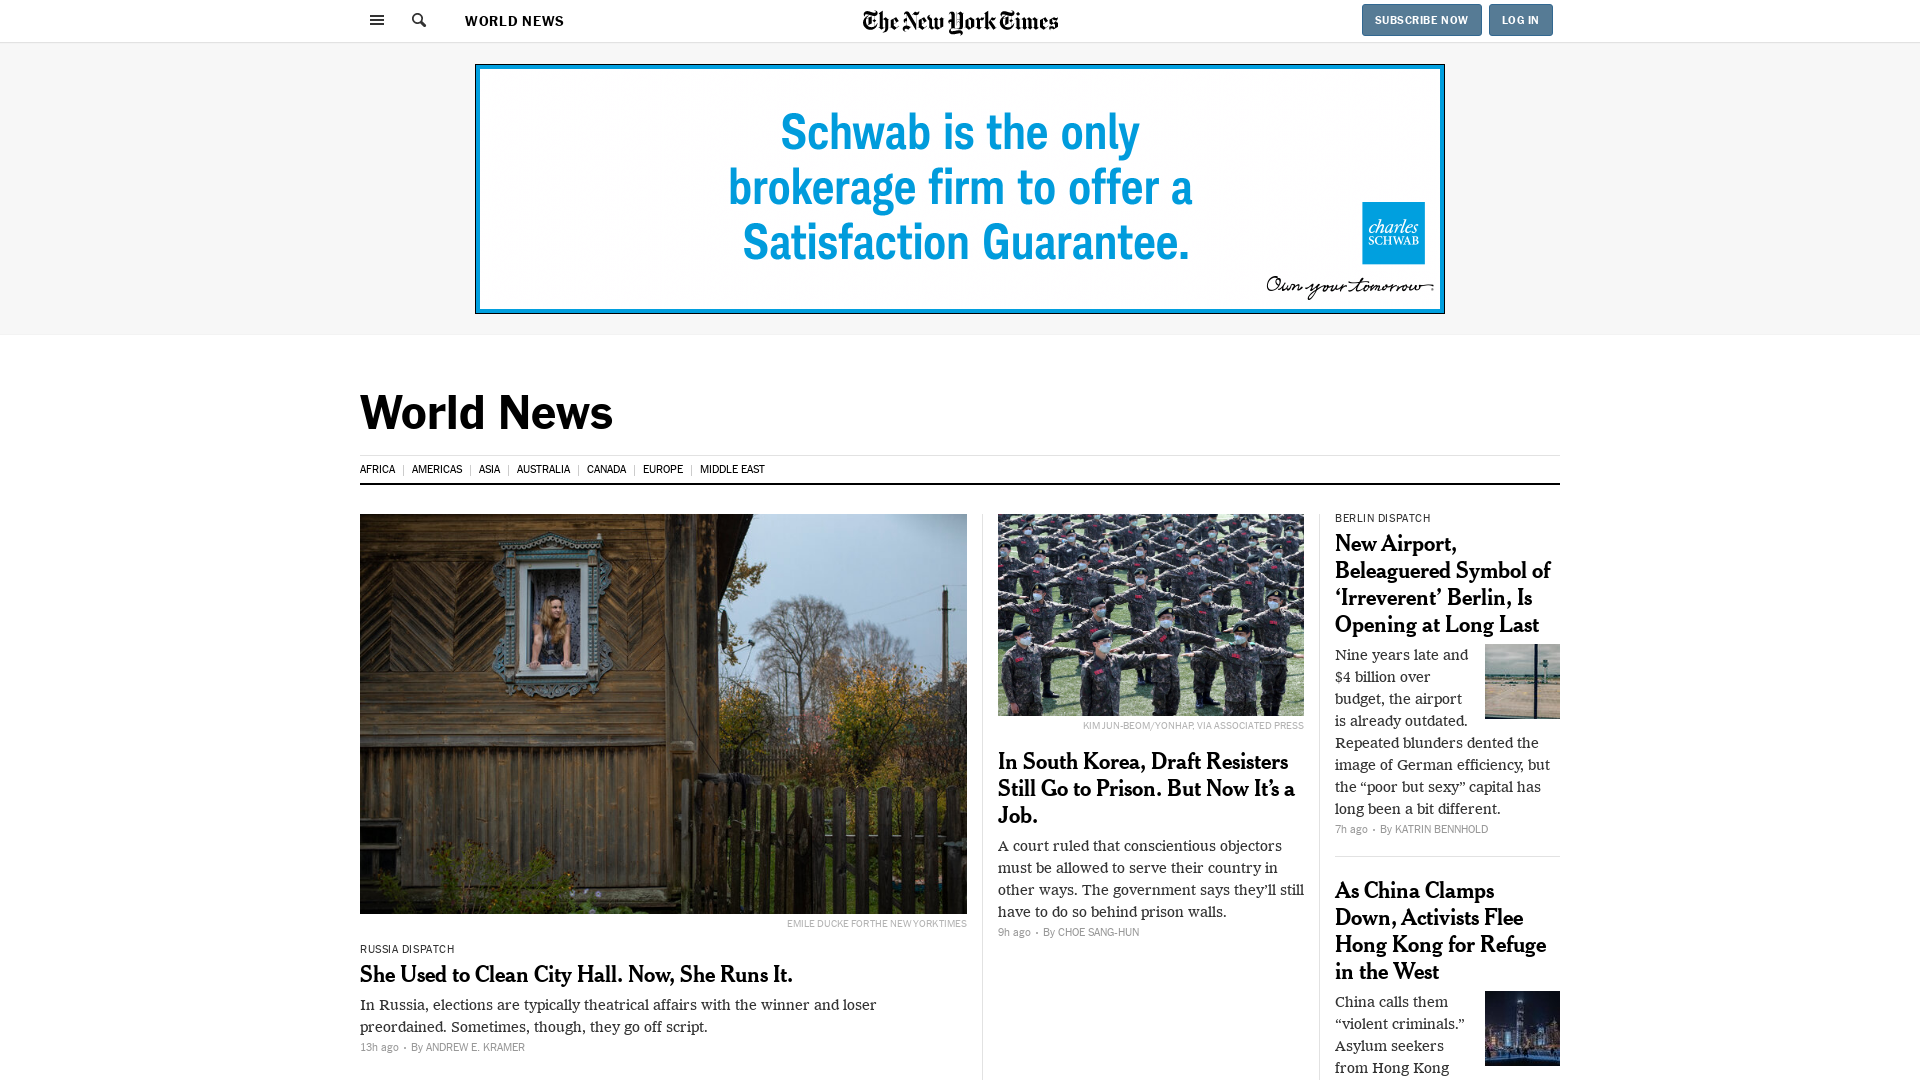 WORLD NEWS
The New York Times
SUBSCRIBE NOW
LOG IN
Schwab is the only
brokerage firm to offer a
Satisfaction Guarantee.
charles
SCHWAB
Own your tomorrow.
World News
AFRICA
AMERICAS
ASIA
AUSTRALIA
CANADA
EUROPE
MIDDLE EAST
EMILE DUCKE FOR THE NEW YORK TIMES
RUSSIA DISPATCH
She Used to Clean City Hall. Now, She Runs It.
In Russia, elections are typically theatrical affairs with the winner and loser
preordained. Sometimes, though, they go off script.
13h ago • By ANDREW E. KRAMER
KIM JUN-BEOM/YONHAP, VIA ASSOCIATED PRESS
In South Korea, Draft Resisters
Still Go to Prison. But Now It’s a
Job.
A court ruled that conscientious objectors
must be allowed to serve their country in
other ways. The government says they’ll still
have to do so behind prison walls.
9h ago • By CHOE SANG-HUN
BERLIN DISPATCH
New Airport,
Beleaguered Symbol of
‘Irreverent’ Berlin, Is
Opening at Long Last
Nine years late and
$4 billion over
budget, the airport
is already outdated.
Repeated blunders dented the
image of German efficiency, but
the “poor but sexy” capital has
long been a bit different.
7h ago • By KATRIN BENNHOLD
As China Clamps
Down, Activists Flee
Hong Kong for Refuge
in the West
China calls them
“violent criminals.”
Asylum seekers
from Hong Kong